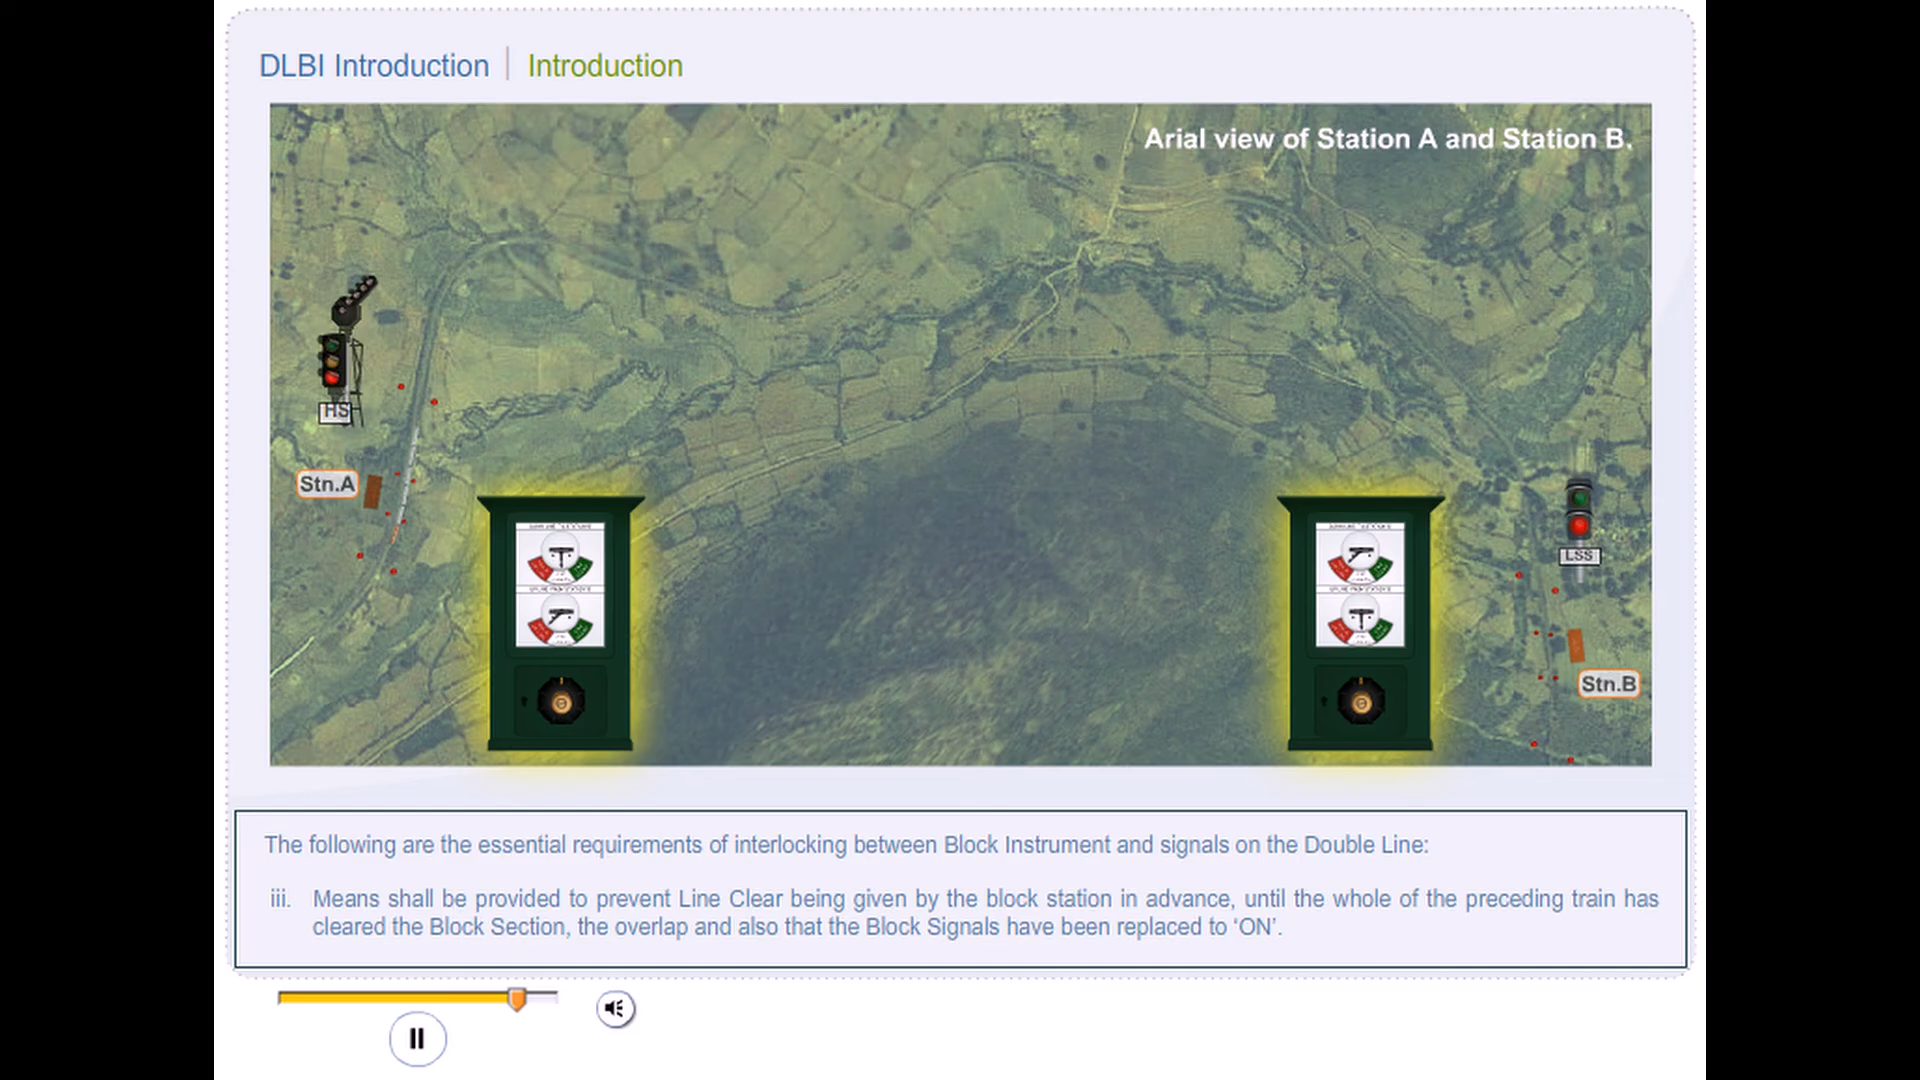 DLBI Introduction | Introduction
Arial view of Station A and Station B.
HS
Stn.A
LSS
Stn.B
The following are the essential requirements of interlocking between Block Instrument and signals on the Double Line:
iii. Means shall be provided to prevent Line Clear being given by the block station in advance, until the whole of the preceding train has
cleared the Block Section, the overlap and also that the Block Signals have been replaced to ‘ON’.